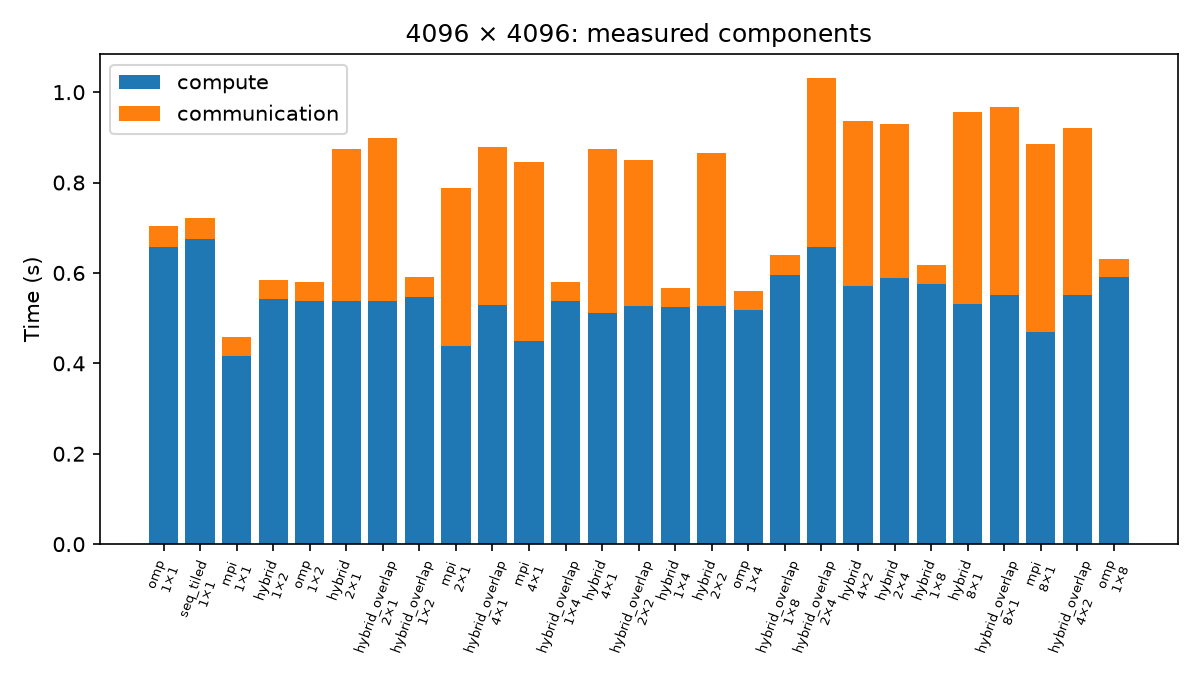 4096 × 4096: measured components
compute
communication
Time (s)
1.0
0.8
0.6
0.4
0.2
0.0
omp
1×1
seq_tiled
1×1
mpi
1×1
hybrid
1×2
omp
1×2
hybrid
2×1
hybrid_overlap
2×1
hybrid_overlap
1×2
mpi
2×1
hybrid_overlap
4×1
mpi
4×1
hybrid_overlap
1×4
hybrid
4×1
hybrid_overlap
2×2
hybrid
1×4
hybrid
2×2
omp
1×4
hybrid_overlap
1×8
hybrid_overlap
2×4
hybrid
4×2
hybrid
2×4
hybrid
1×8
hybrid
8×1
hybrid_overlap
8×1
mpi
8×1
hybrid_overlap
4×2
omp
1×8